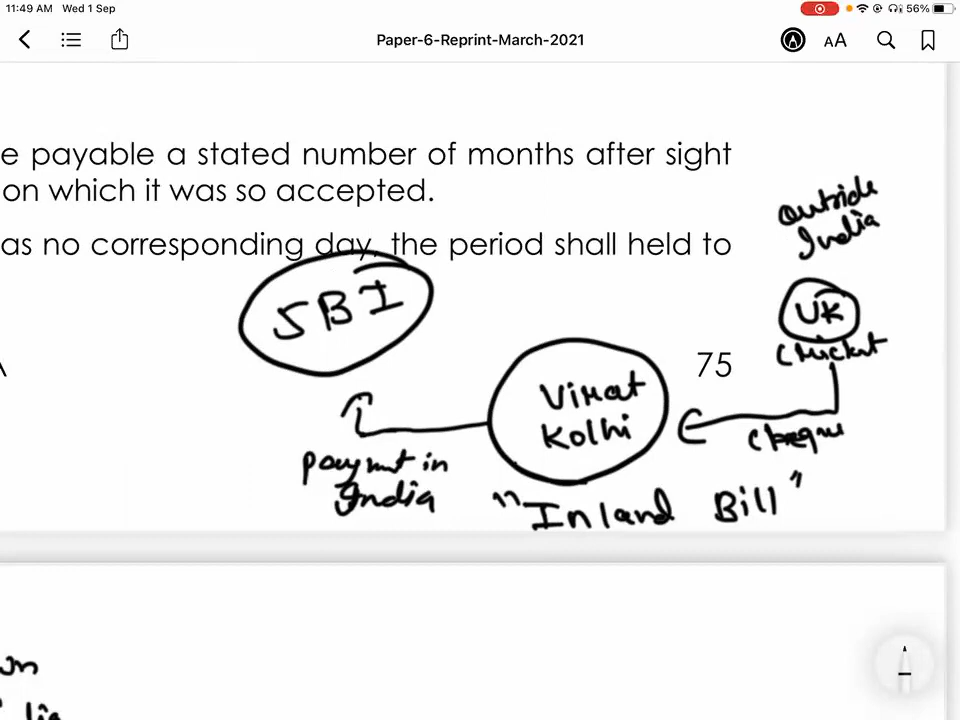 11:49 AM Wed 1 Sep
56%
Paper-6-Reprint-March-2021
AA
e payable a stated number of months after sight
on which it was so accepted.
as no corresponding day, the period shall held to
outside
India
SBI
UK
75
Virat
Kolhi
cheque
paymnt in
India
"Inland Bill"